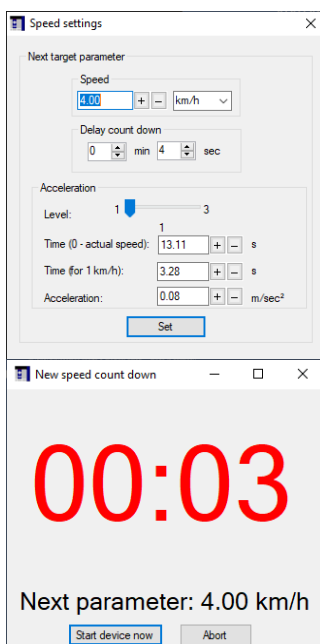 Speed settings
Next target parameter
Speed
4.00 + – km/h
Delay count down
0 min 4 sec
Acceleration
Level: 1 3
1
Time (0 - actual speed): 13.11 + – s
Time (for 1 km/h): 3.28 + – s
Acceleration: 0.08 + – m/sec²
Set
New speed count down
00:03
Next parameter: 4.00 km/h
Start device now Abort